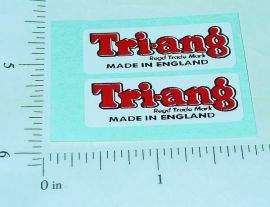 Tri-ang
Regd Trade Mark
MADE IN ENGLAND
Tri-ang
Regd Trade Mark
MADE IN ENGLAND
5
6
0 in
1